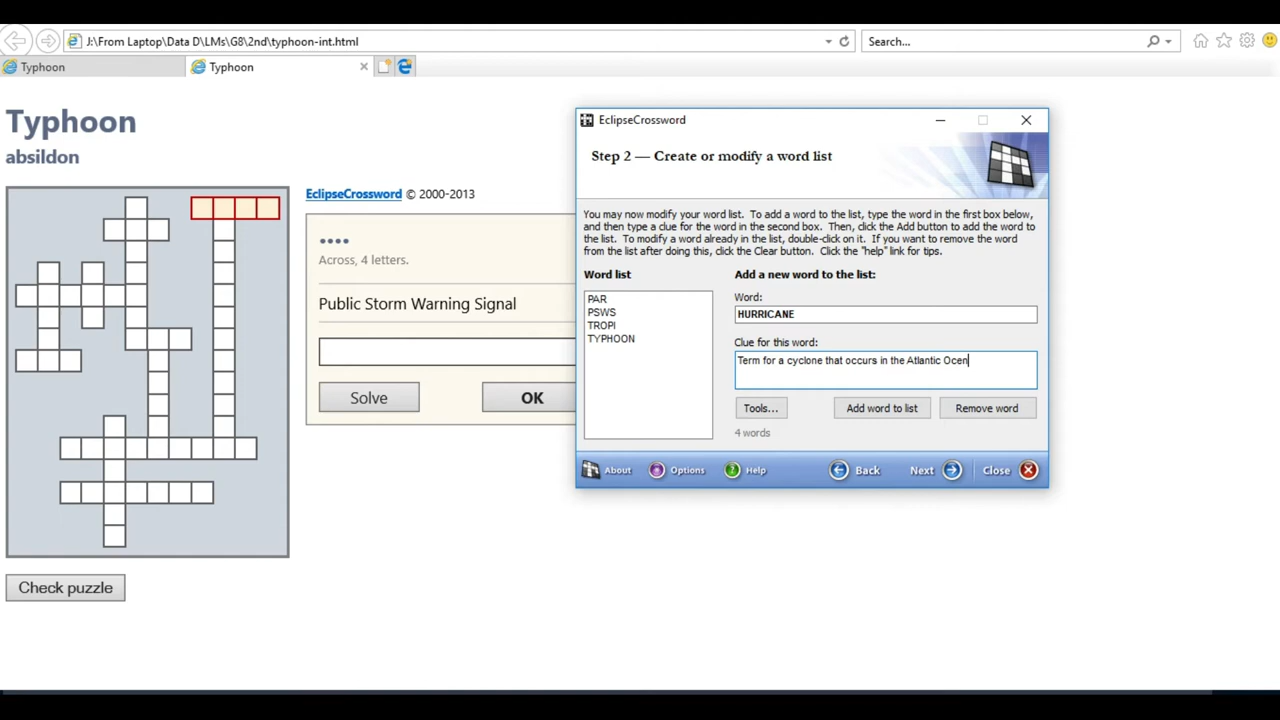 J:\From Laptop\Data D\LMs\G8\2nd\typhoon-int.html
Search...
Typhoon
Typhoon
Typhoon
absildon
EclipseCrossword © 2000-2013
••••
Across, 4 letters.
Public Storm Warning Signal
Solve
OK
Check puzzle
EclipseCrossword
Step 2 — Create or modify a word list
You may now modify your word list. To add a word to the list, type the word in the first box below,
and then type a clue for the word in the second box. Then, click the Add button to add the word to
the list. To modify a word already in the list, double-click on it. If you want to remove the word
from the list after doing this, click the Clear button. Click the "help" link for tips.
Word list
PAR
PSWS
TROPI
TYPHOON
Add a new word to the list:
Word:
HURRICANE
Clue for this word:
Term for a cyclone that occurs in the Atlantic Ocen
Tools...
Add word to list
Remove word
4 words
About
Options
Help
Back
Next
Close